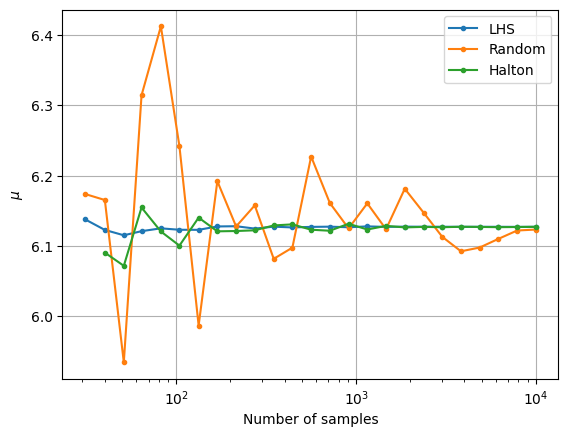 LHS
Random
Halton
6.4
6.3
6.2
6.1
6.0
μ
10²
10³
10⁴
Number of samples